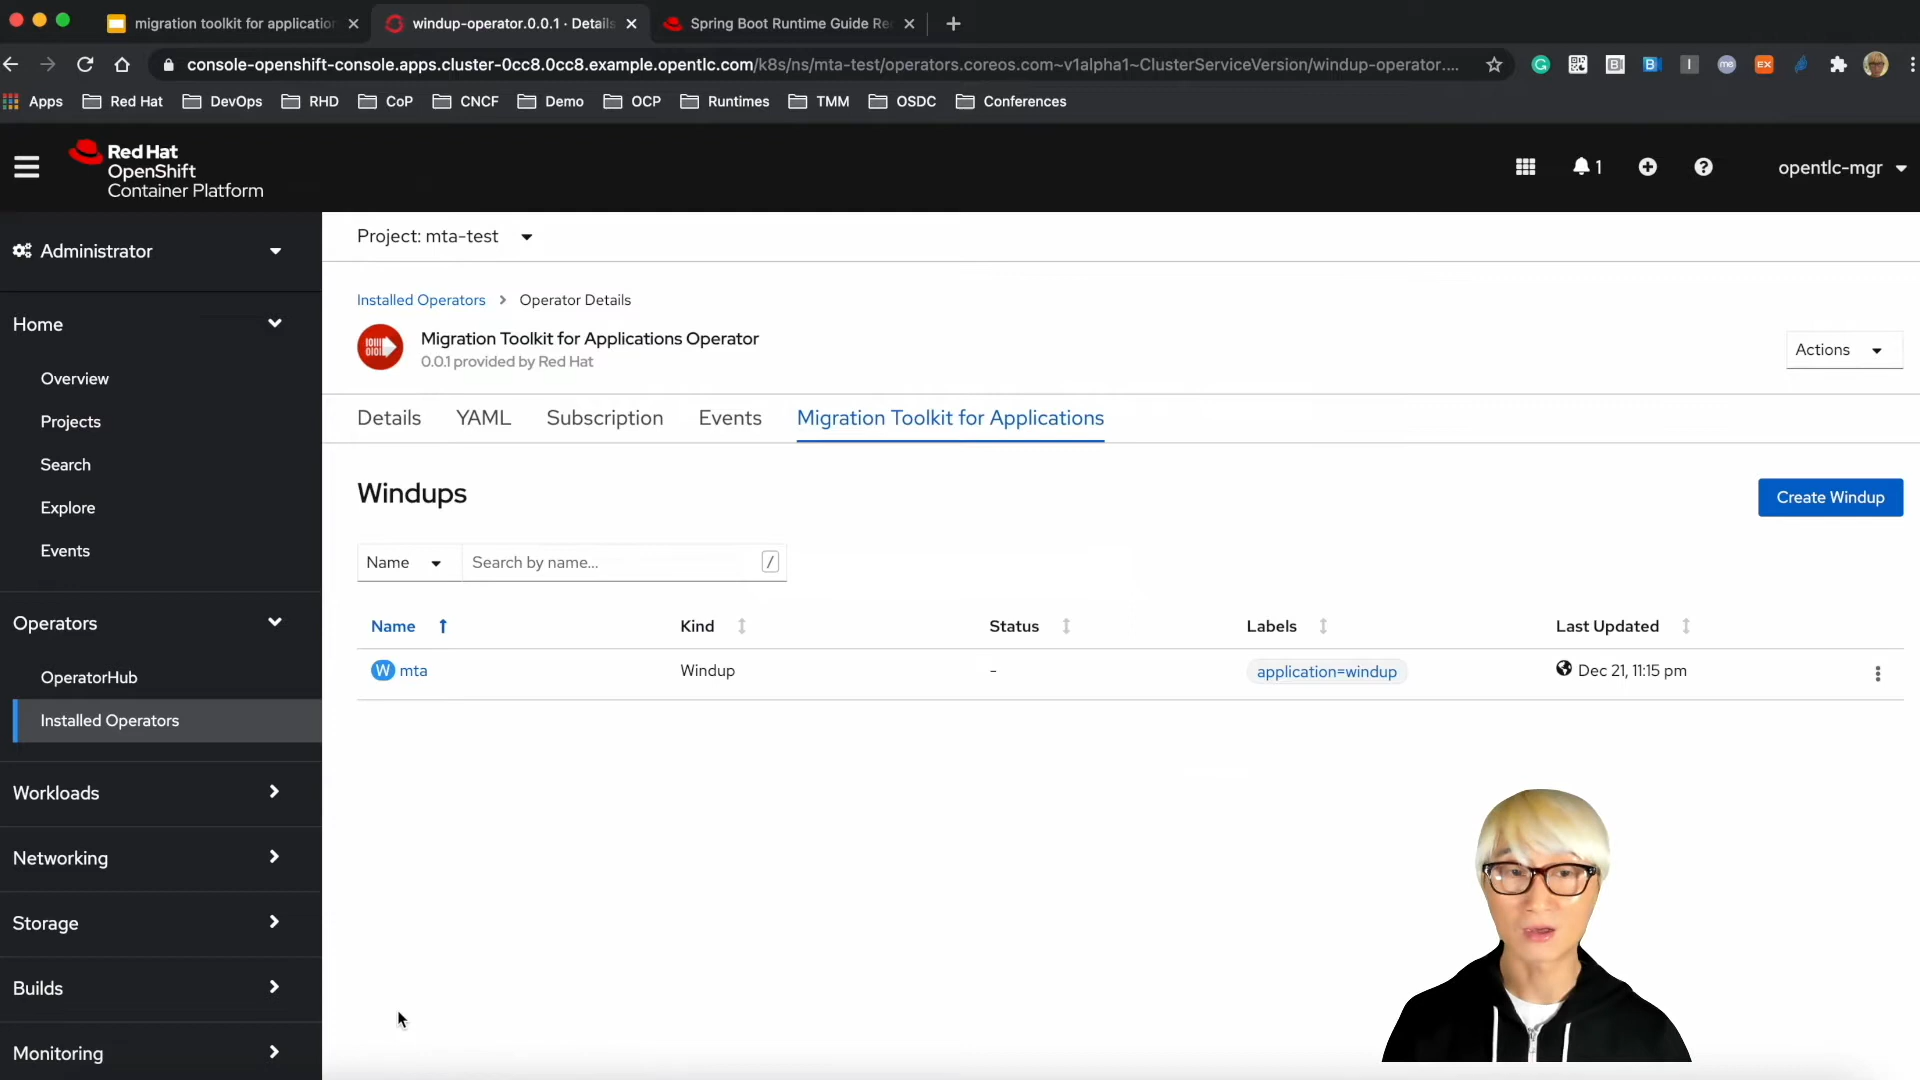 migration toolkit for application
windup-operator.0.0.1 · Details
Spring Boot Runtime Guide Re
console-openshift-console.apps.cluster-0cc8.0cc8.example.opentlc.com/k8s/ns/mta-test/operators.coreos.com~v1alpha1~ClusterServiceVersion/windup-operator....
Apps
Red Hat
DevOps
RHD
CoP
CNCF
Demo
OCP
Runtimes
TMM
OSDC
Conferences
Red Hat
OpenShift
Container Platform
1
opentlc-mgr
Administrator
Home
Overview
Projects
Search
Explore
Events
Operators
OperatorHub
Installed Operators
Workloads
Networking
Storage
Builds
Monitoring
Project: mta-test
Installed Operators > Operator Details
Migration Toolkit for Applications Operator
0.0.1 provided by Red Hat
Actions
Details
YAML
Subscription
Events
Migration Toolkit for Applications
Windups
Create Windup
Name
Search by name...
/
Name
Kind
Status
Labels
Last Updated
W mta
Windup
-
application=windup
Dec 21, 11:15 pm